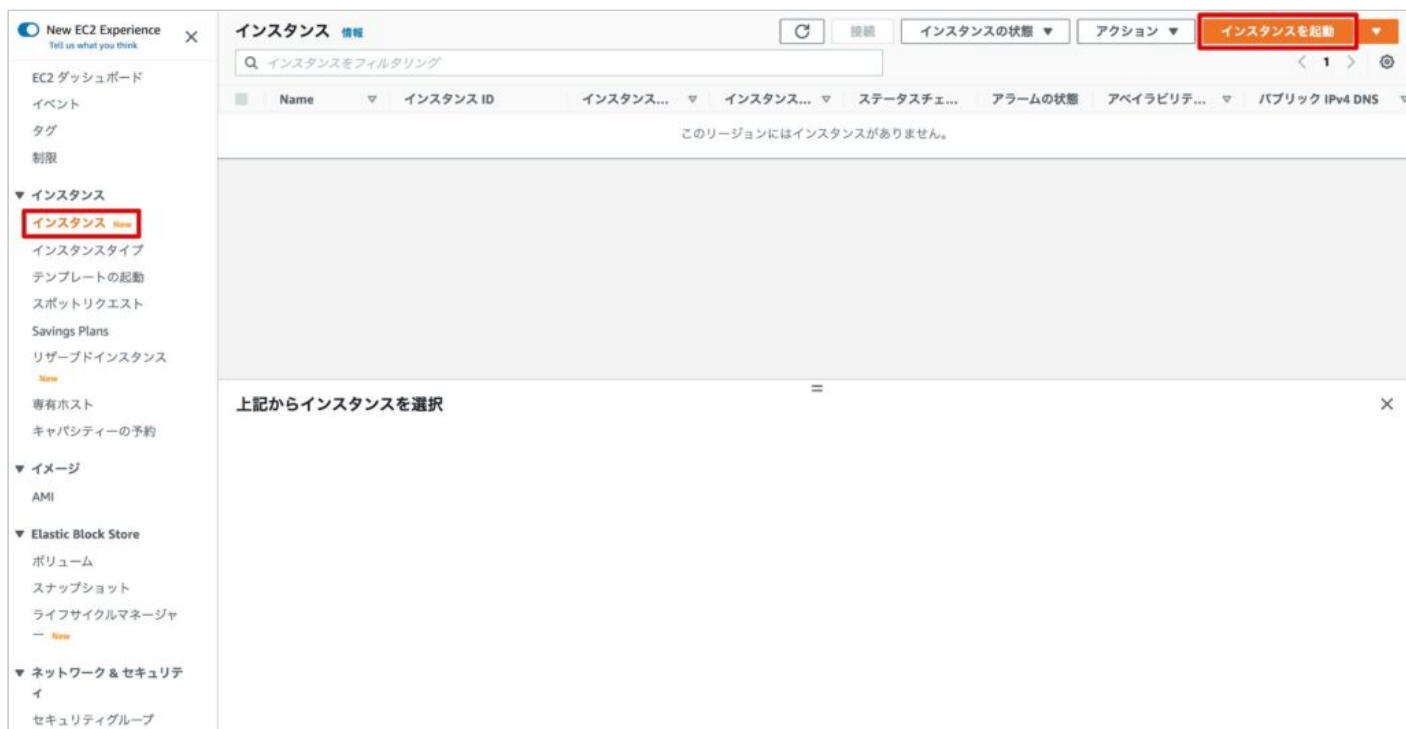 New EC2 Experience
Tell us what you think
EC2 ダッシュボード
イベント
タグ
制限
インスタンス
インスタンス New
インスタンスタイプ
テンプレートの起動
スポットリクエスト
Savings Plans
リザーブドインスタンス
New
専有ホスト
キャパシティーの予約
イメージ
AMI
Elastic Block Store
ボリューム
スナップショット
ライフサイクルマネージャ
ー New
ネットワーク & セキュリテ
ィ
セキュリティグループ
インスタンス 情報
接続 インスタンスの状態 アクション インスタンスを起動
インスタンスをフィルタリング
1
Name インスタンス ID インスタンス... インスタンス... ステータスチェ... アラームの状態 アベイラビリテ... パブリック IPv4 DNS
このリージョンにはインスタンスがありません。
上記からインスタンスを選択